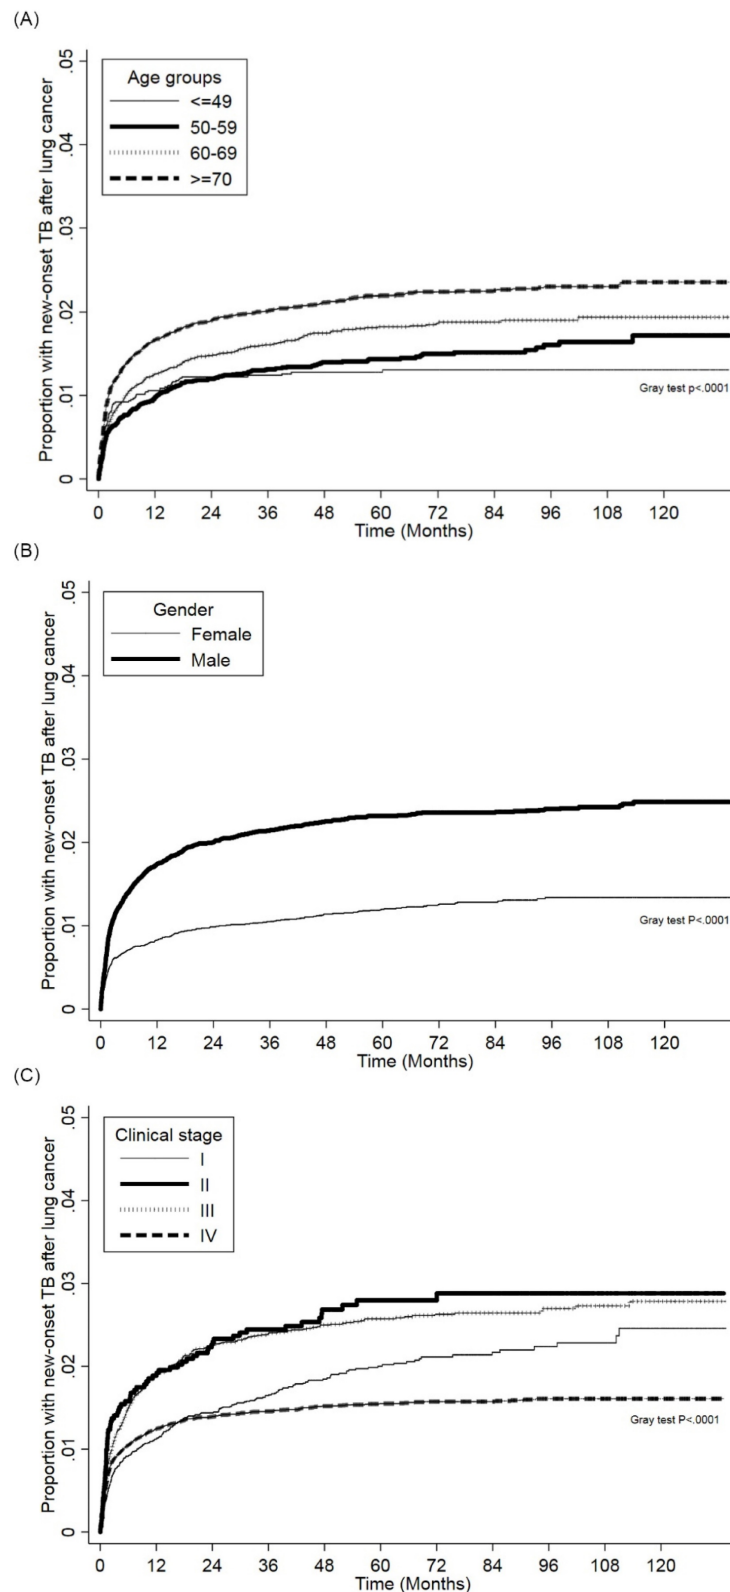 (A)
Proportion with new-onset TB after lung cancer
.05
.04
.03
.02
.01
0
Age groups
<=49
50-59
60-69
>=70
Gray test p<.0001
0 12 24 36 48 60 72 84 96 108 120
Time (Months)
(B)
Proportion with new-onset TB after lung cancer
.05
.04
.03
.02
.01
0
Gender
Female
Male
Gray test P<.0001
0 12 24 36 48 60 72 84 96 108 120
Time (Months)
(C)
Proportion with new-onset TB after lung cancer
.05
.04
.03
.02
.01
0
Clinical stage
I
II
III
IV
Gray test P<.0001
0 12 24 36 48 60 72 84 96 108 120
Time (Months)